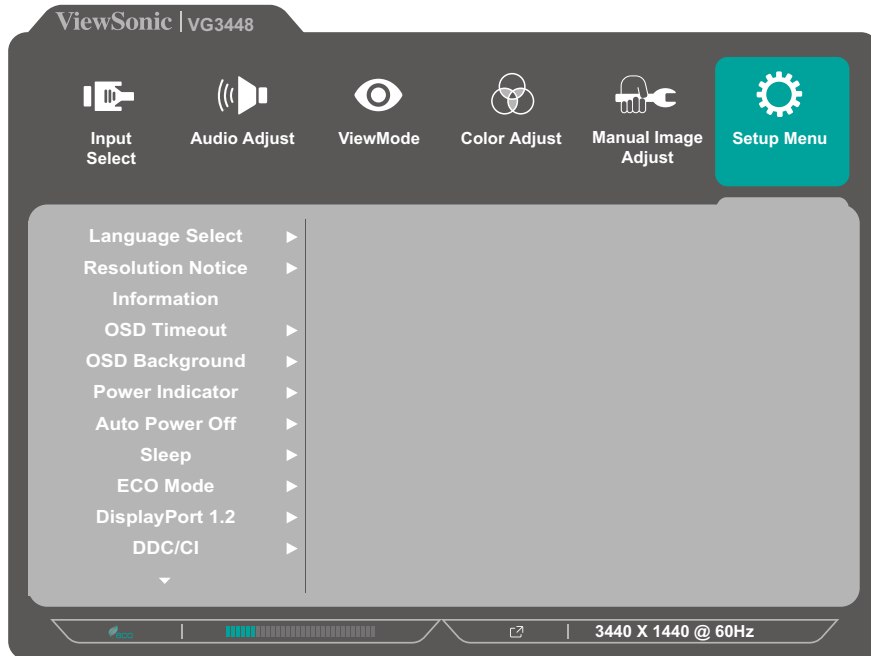 ViewSonic | VG3448
Input Select
Audio Adjust
ViewMode
Color Adjust
Manual Image Adjust
Setup Menu
Language Select
Resolution Notice
Information
OSD Timeout
OSD Background
Power Indicator
Auto Power Off
Sleep
ECO Mode
DisplayPort 1.2
DDC/CI
eco
3440 X 1440 @ 60Hz